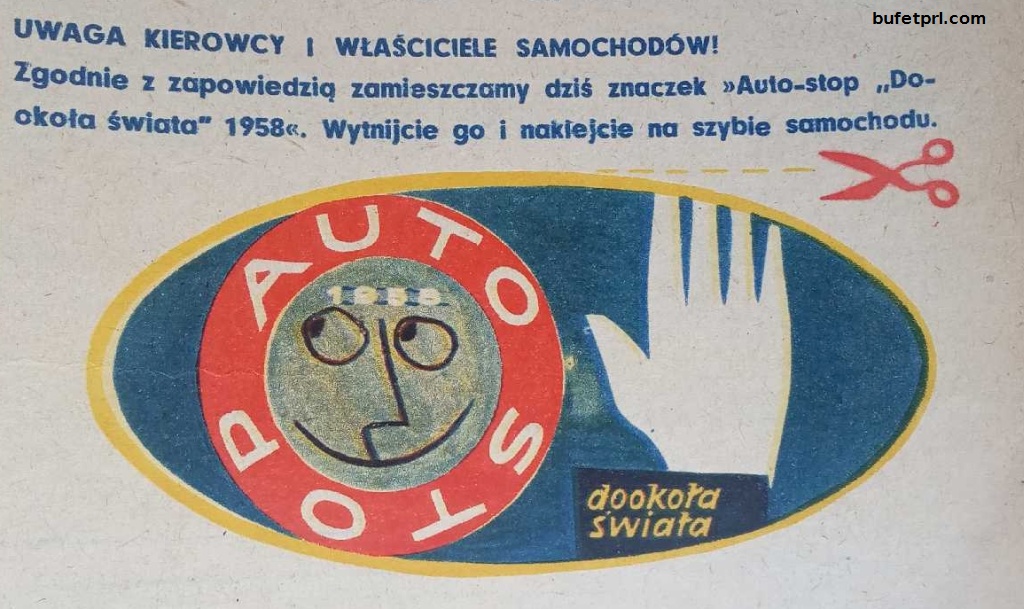 bufetprl.com
UWAGA KIEROWCY I WŁAŚCICIELE SAMOCHODÓW!
Zgodnie z zapowiedzią zamieszczamy dziś znaczek »Auto-stop „Do-
okoła świata" 1958«. Wytnijcie go i naklejcie na szybie samochodu.
AUTO STOP
1958
dookoła
świata